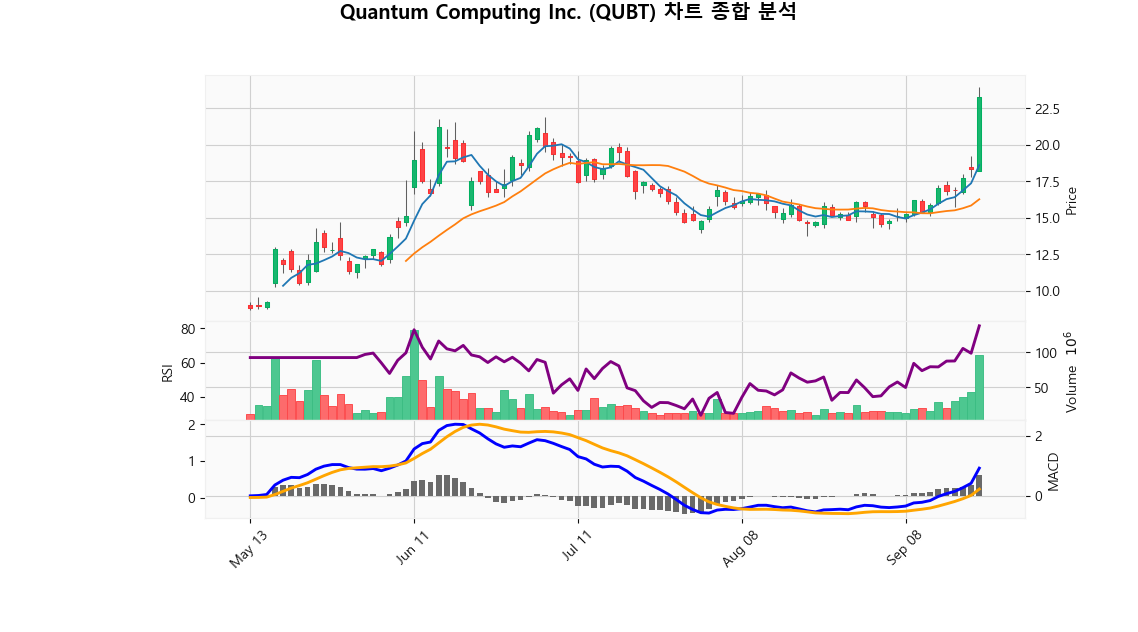 Quantum Computing Inc. (QUBT) 차트 종합 분석
22.5
20.0
17.5
15.0
12.5
10.0
Price
80
60
40
RSI
100
50
Volume 10^6
2
1
0
2
0
MACD
May 13
Jun 11
Jul 11
Aug 08
Sep 08